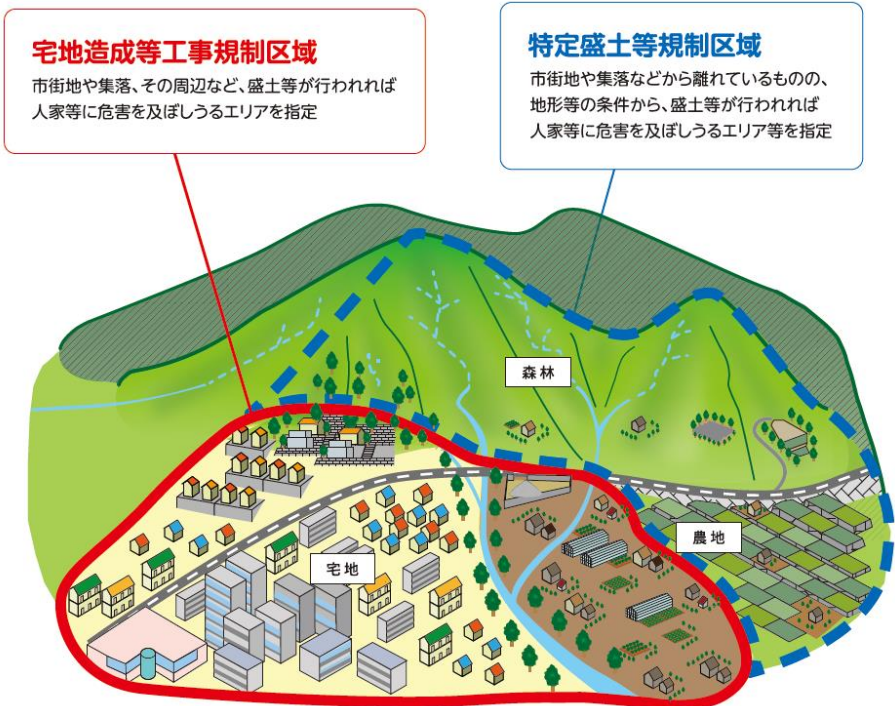 宅地造成等工事規制区域
市街地や集落、その周辺など、盛土等が行われれば
人家等に危害を及ぼしうるエリアを指定
特定盛土等規制区域
市街地や集落などから離れているものの、
地形等の条件から、盛土等が行われれば
人家等に危害を及ぼしうるエリア等を指定
森林
農地
宅地